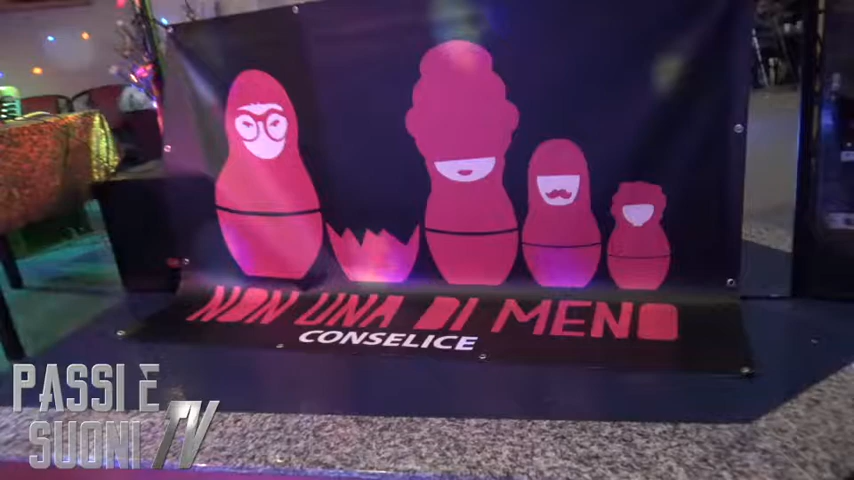 NON UNA DI MENO
CONSELICE
PASSI E
SUONI TV